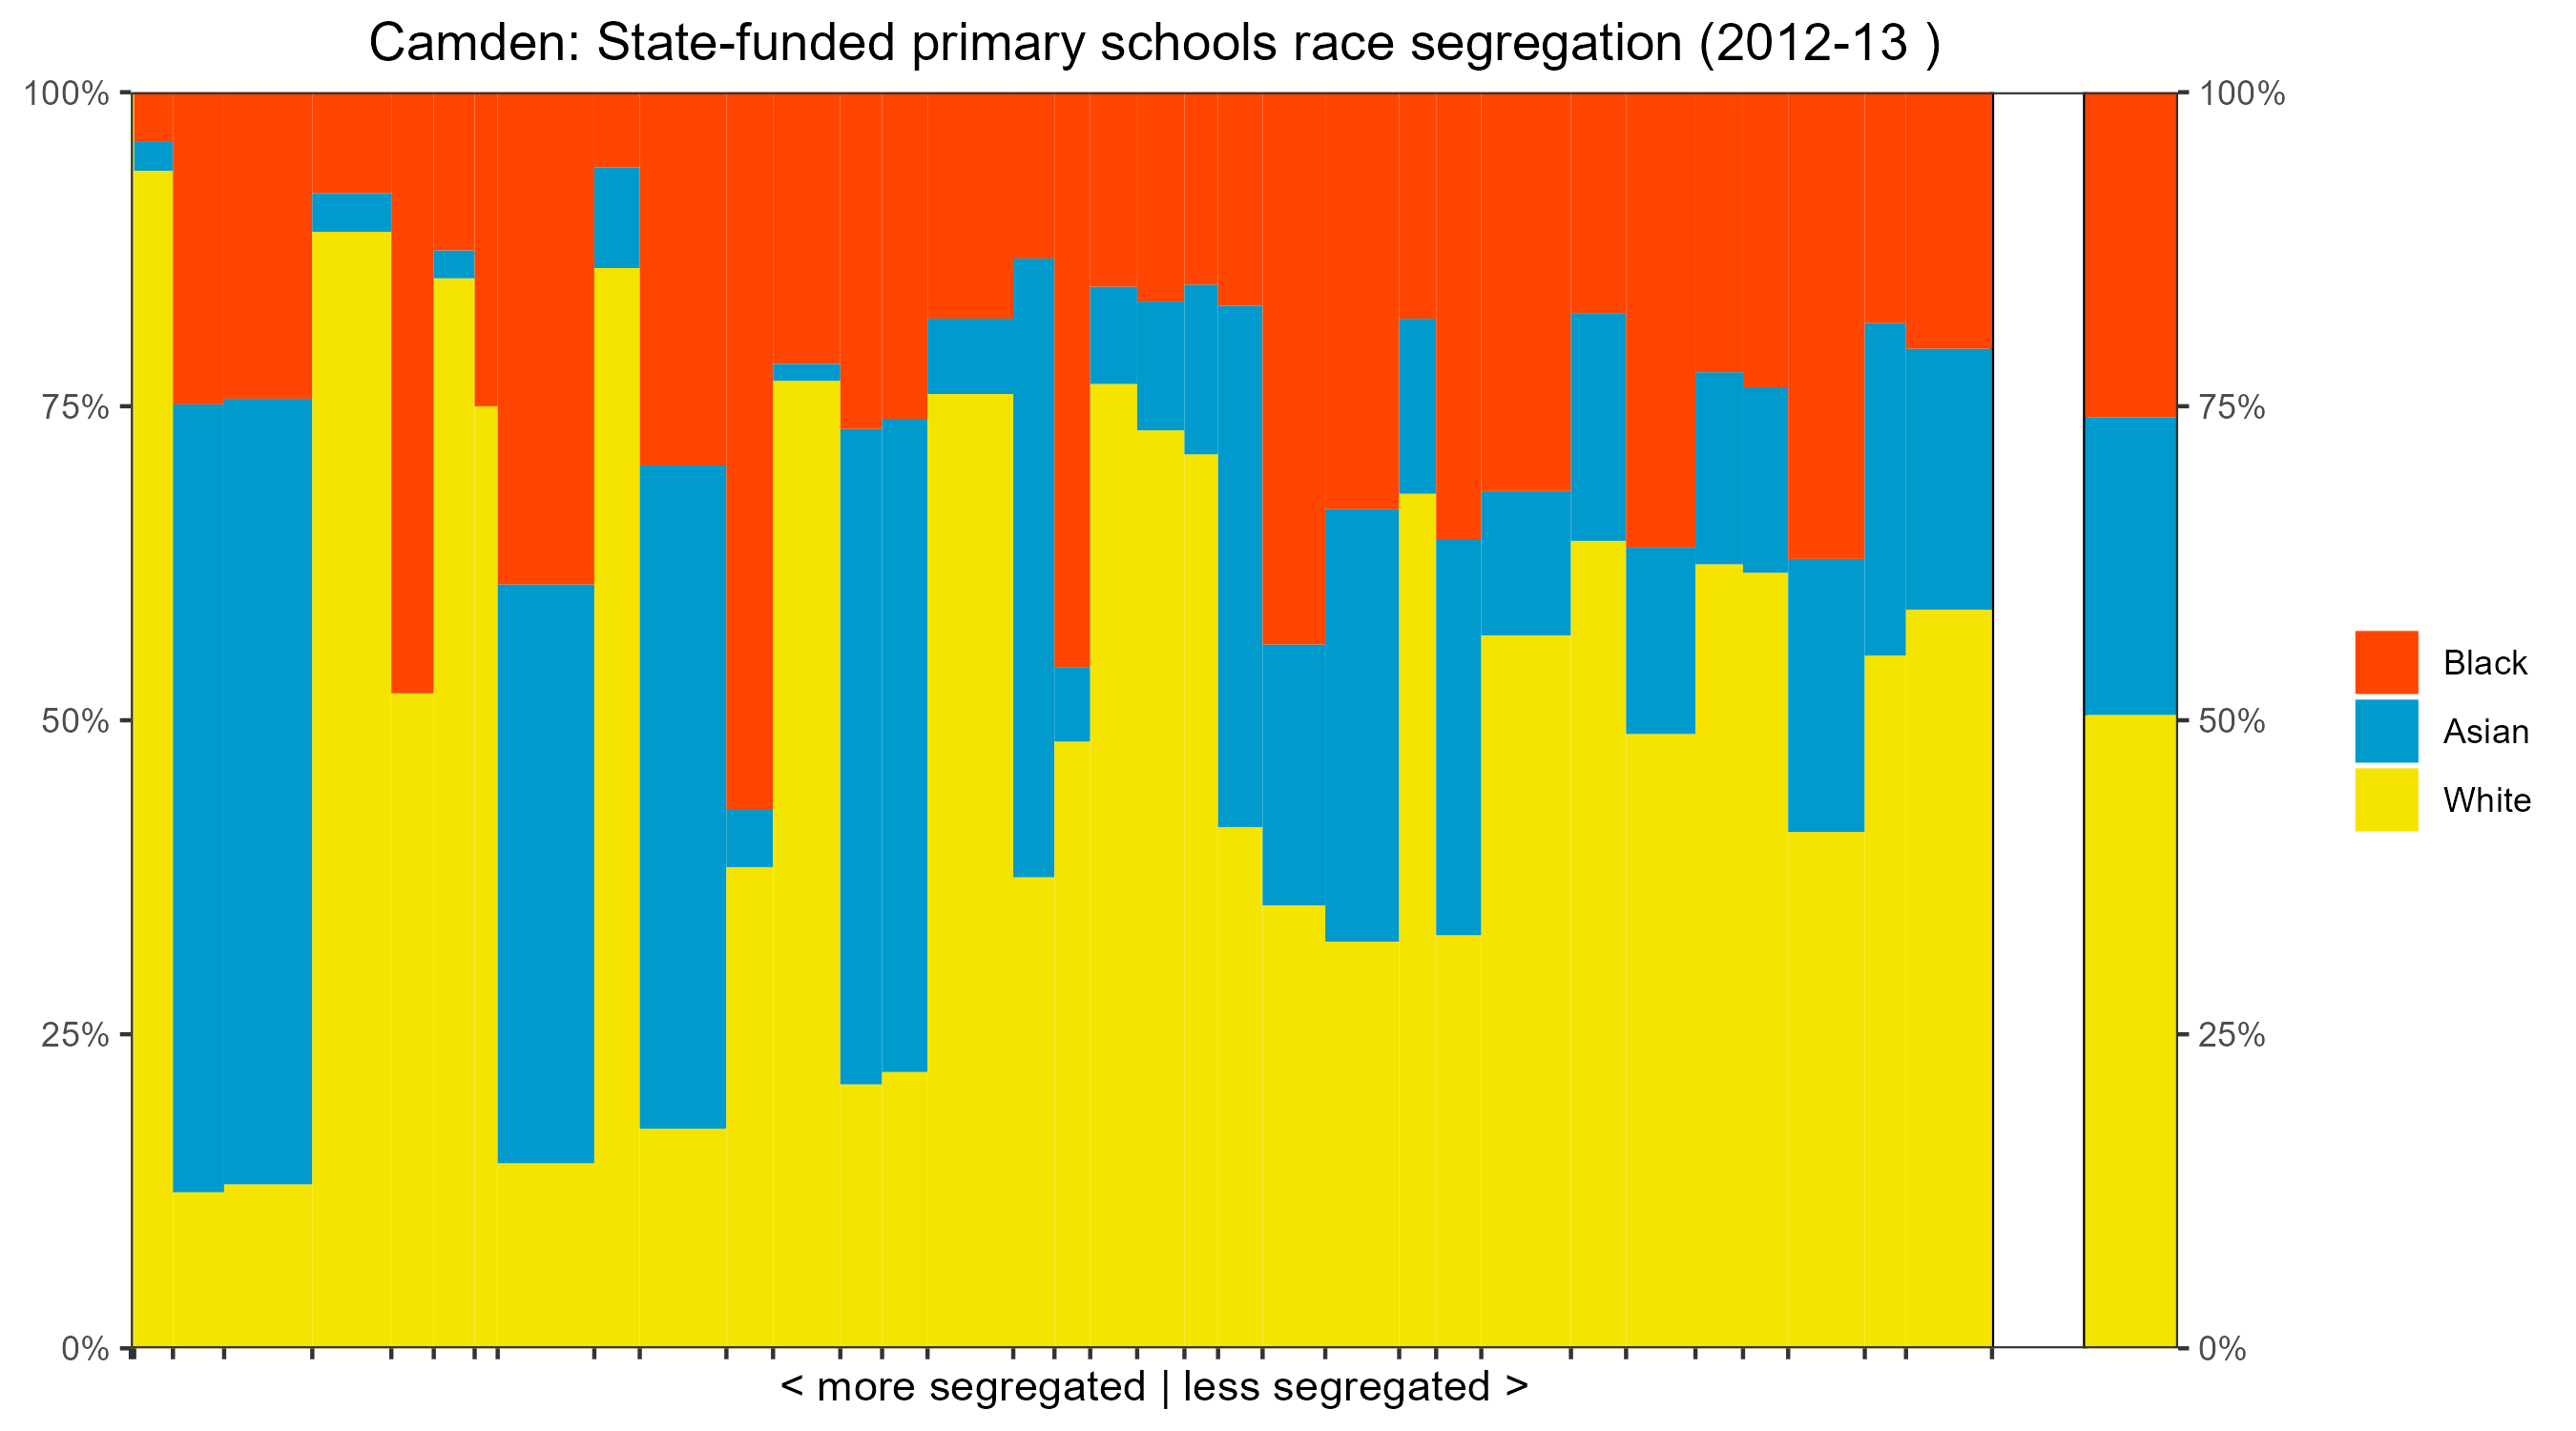 Camden: State-funded primary schools race segregation (2012-13 )
100%
75%
50%
25%
0%
100%
75%
50%
25%
0%
Black
Asian
White
< more segregated | less segregated >